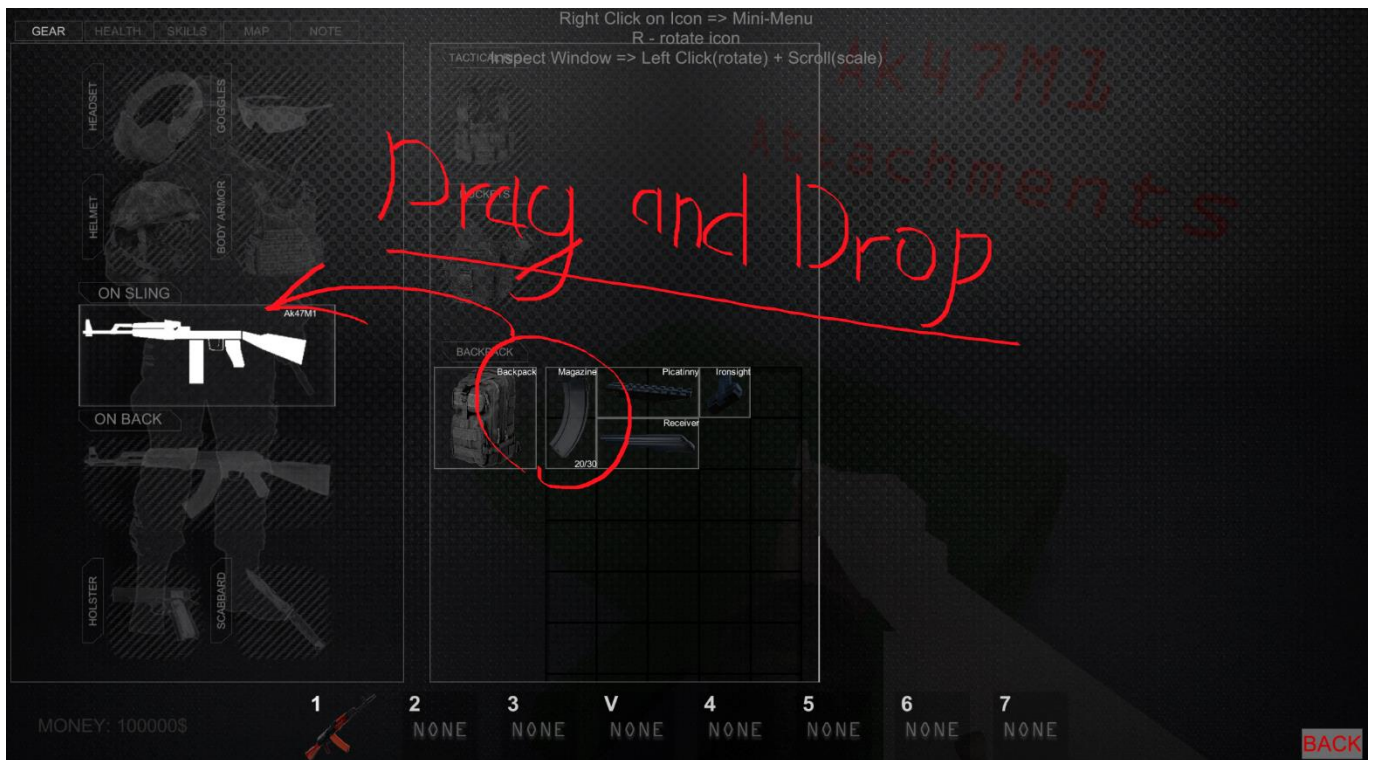 Right Click on Icon => Mini-Menu
R - rotate icon
Inspect Window => Left Click(rotate) + Scroll(scale)
GEAR HEALTH SKILLS MAP NOTE
Ak47M1
Attachments
HEADSET
GOGGLES
HELMET
BODY ARMOR
Drag and Drop
ON SLING
Ak47M1
BACKPACK
Backpack Magazine Picatinny Ironsight
Receiver
20/30
ON BACK
HOLSTER
SCABBARD
1 2 3 V 4 5 6 7
NONE NONE NONE NONE NONE NONE NONE
MONEY: 100000$
BACK